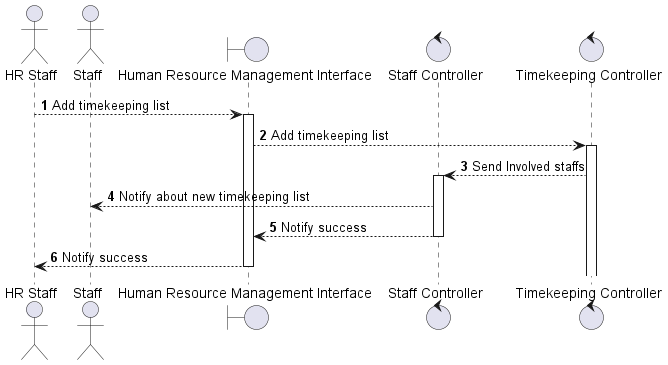 HR Staff Staff Human Resource Management Interface Staff Controller Timekeeping Controller
1 Add timekeeping list
2 Add timekeeping list
3 Send Involved staffs
4 Notify about new timekeeping list
5 Notify success
6 Notify success
HR Staff Staff Human Resource Management Interface Staff Controller Timekeeping Controller